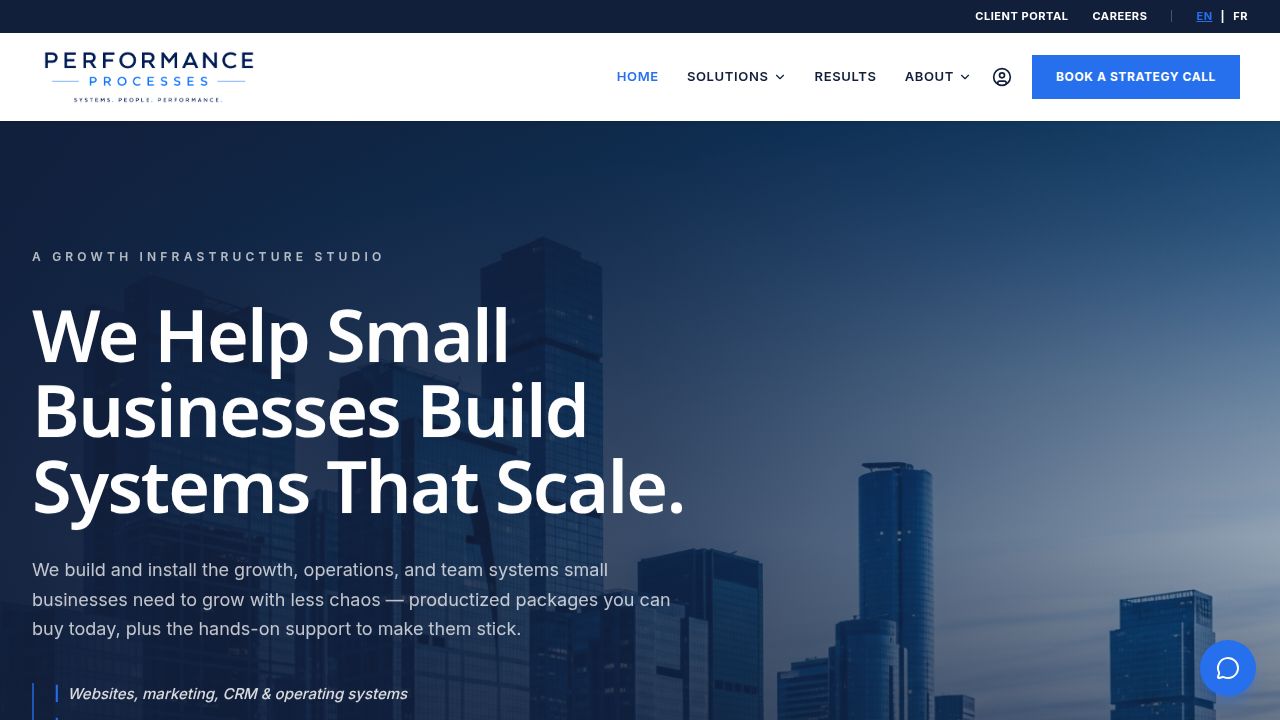 CLIENT PORTAL CAREERS EN | FR
PERFORMANCE
PROCESSES
SYSTEMS. PEOPLE. PERFORMANCE.
HOME SOLUTIONS RESULTS ABOUT BOOK A STRATEGY CALL
A GROWTH INFRASTRUCTURE STUDIO
We Help Small
Businesses Build
Systems That Scale.
We build and install the growth, operations, and team systems small
businesses need to grow with less chaos — productized packages you can
buy today, plus the hands-on support to make them stick.
Websites, marketing, CRM & operating systems